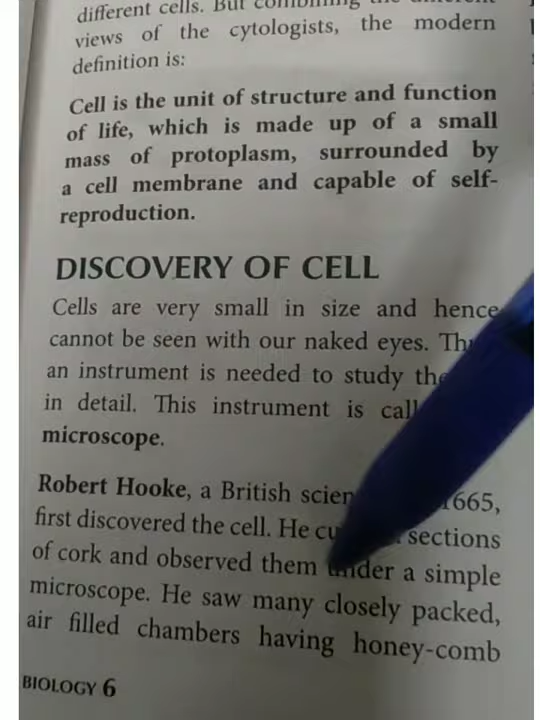 different cells. But combining the different
views of the cytologists, the modern
definition is:
Cell is the unit of structure and function
of life, which is made up of a small
mass of protoplasm, surrounded by
a cell membrane and capable of self-
reproduction.
DISCOVERY OF CELL
Cells are very small in size and hence
cannot be seen with our naked eyes.
an instrument is needed to study
in detail. This instrument is
microscope.
Robert Hooke, a British 1665,
first discovered the cell. He sections
of cork and observed them under a simple
microscope. He saw many closely packed,
air filled chambers having honey-comb
BIOLOGY 6